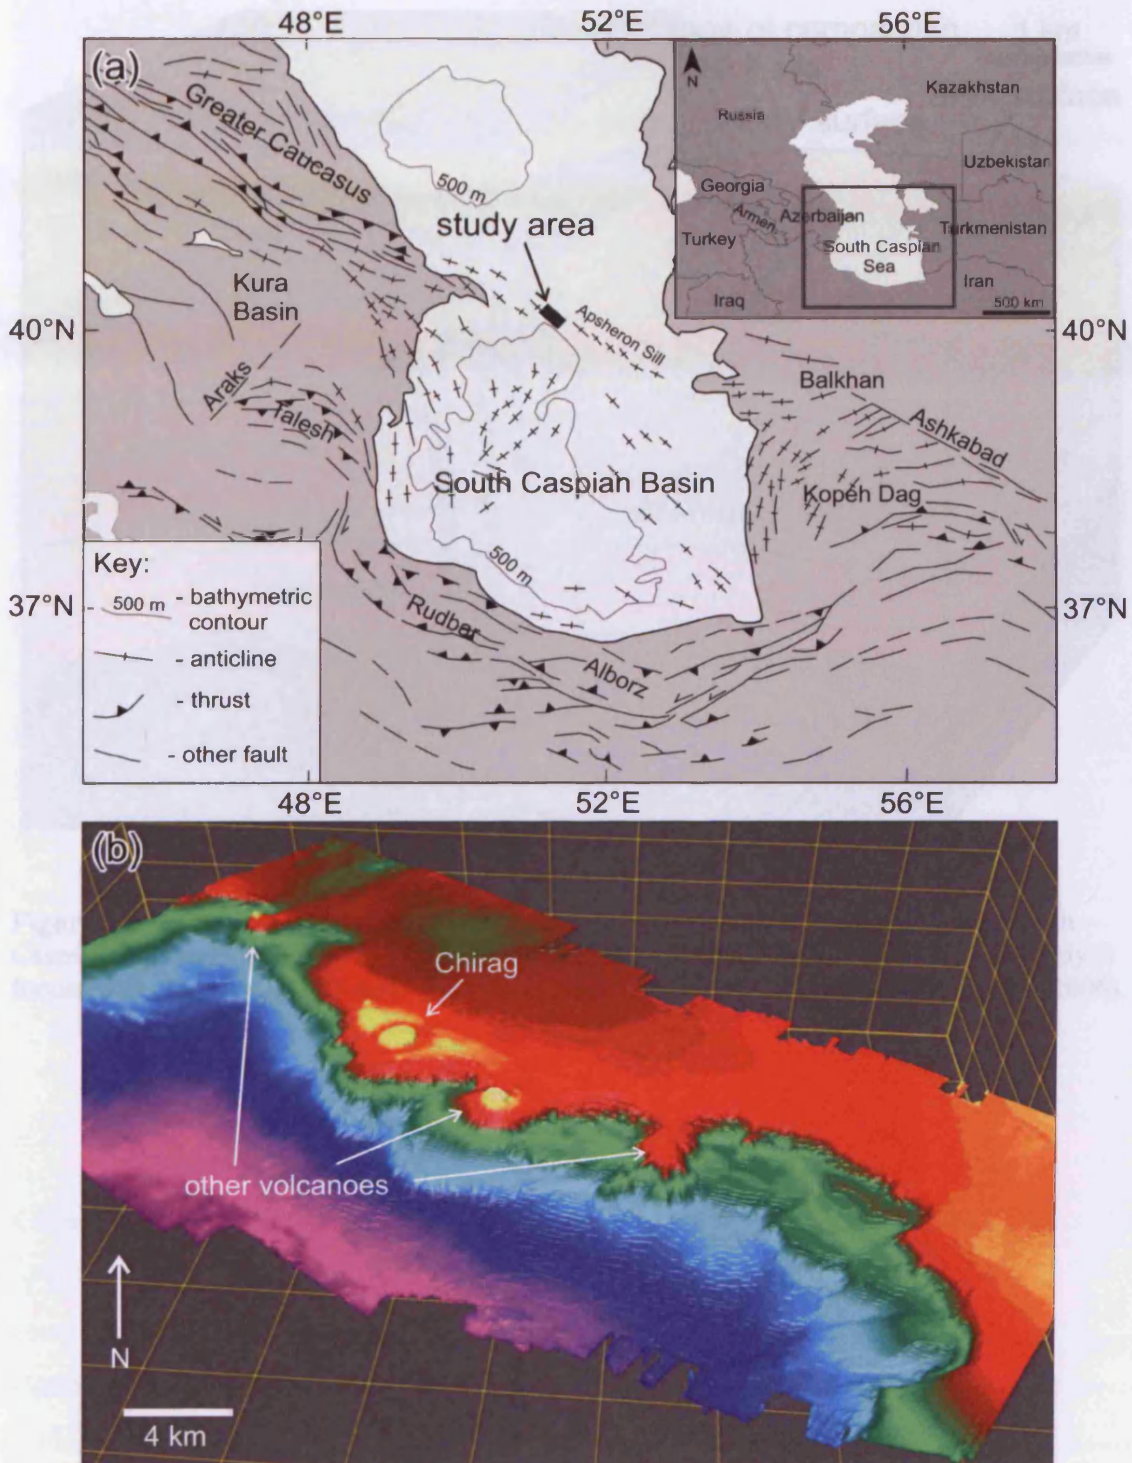 48°E
52°E
56°E
(a)
Greater Caucasus
500 m
study area
Kura
Basin
40°N
Araks
Talesh
Apsheron Sill
South Caspian Basin
Balkhan
Ashkabad
Kopeh Dag
40°N
500 m
Rudbar
Alborz
37°N
37°N
N
Kazakhstan
Russia
Uzbekistan
Georgia
Armen.
Azerbaijan
Turkmenistan
Turkey
South Caspian
Sea
Iran
Iraq
500 km
Key:
500 m - bathymetric
contour
- anticline
- thrust
- other fault
48°E
52°E
56°E
(b)
Chirag
other volcanoes
N
4 km